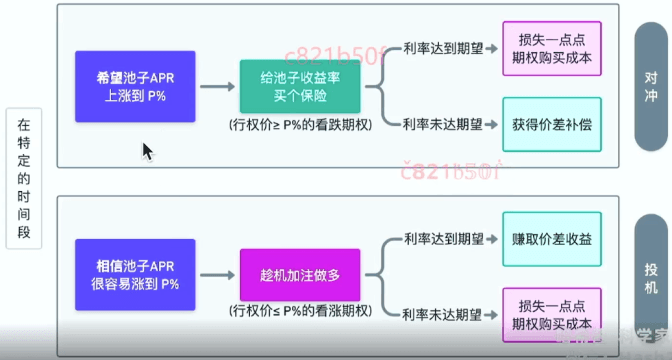 在特定的时间段
希望池子APR
上涨到 P%
给池子收益率
买个保险
(行权价≥ P%的看跌期权)
利率达到期望
损失一点点
期权购买成本
利率未达期望
获得价差补偿
对冲
c821b50f
c821b50f
相信池子APR
很容易涨到 P%
趁机加注做多
(行权价≤ P%的看涨期权)
利率达到期望
赚取价差收益
利率未达期望
损失一点点
期权购买成本
投机
科学家